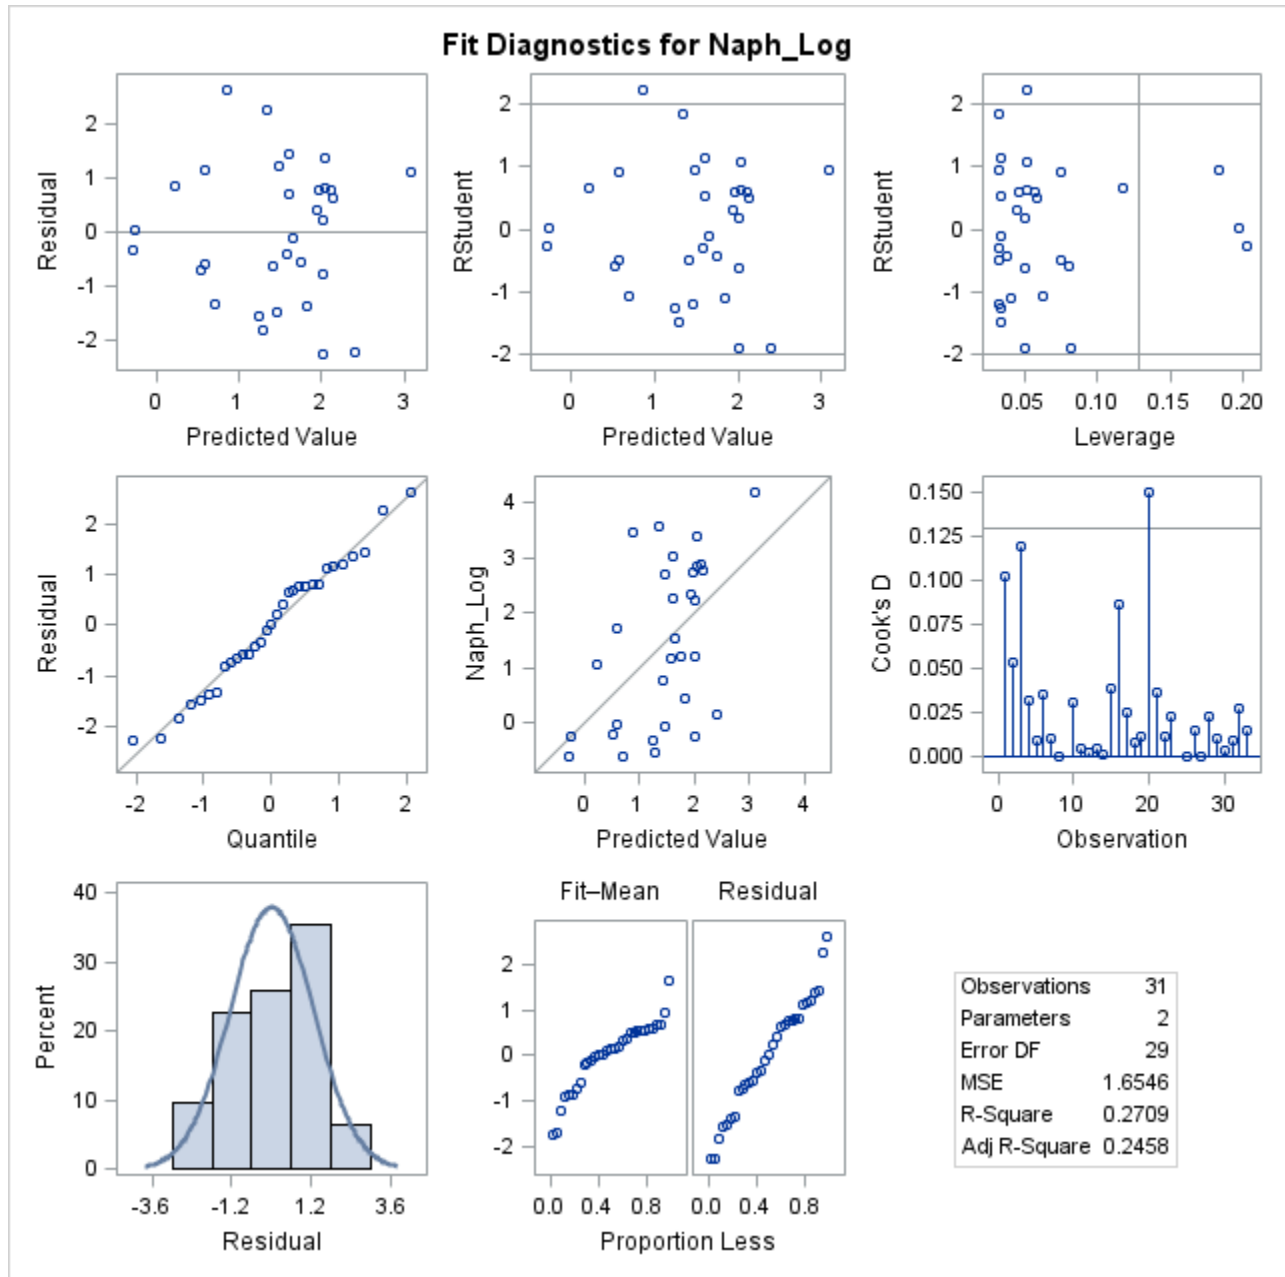 Fit Diagnostics for Naph_Log
Residual
2
1
0
-1
-2
0 1 2 3
Predicted Value
RStudent
2
1
0
-1
-2
0 1 2 3
Predicted Value
RStudent
2
1
0
-1
-2
0.05 0.10 0.15 0.20
Leverage
Residual
2
1
0
-1
-2
-2 -1 0 1 2
Quantile
Naph_Log
4
3
2
1
0
0 1 2 3 4
Predicted Value
Cook's D
0.150
0.125
0.100
0.075
0.050
0.025
0.000
0 10 20 30
Observation
Percent
40
30
20
10
0
-3.6 -1.2 1.2 3.6
Residual
Fit–Mean Residual
2
1
0
-1
-2
0.0 0.4 0.8 0.0 0.4 0.8
Proportion Less
Observations 31
Parameters 2
Error DF 29
MSE 1.6546
R-Square 0.2709
Adj R-Square 0.2458